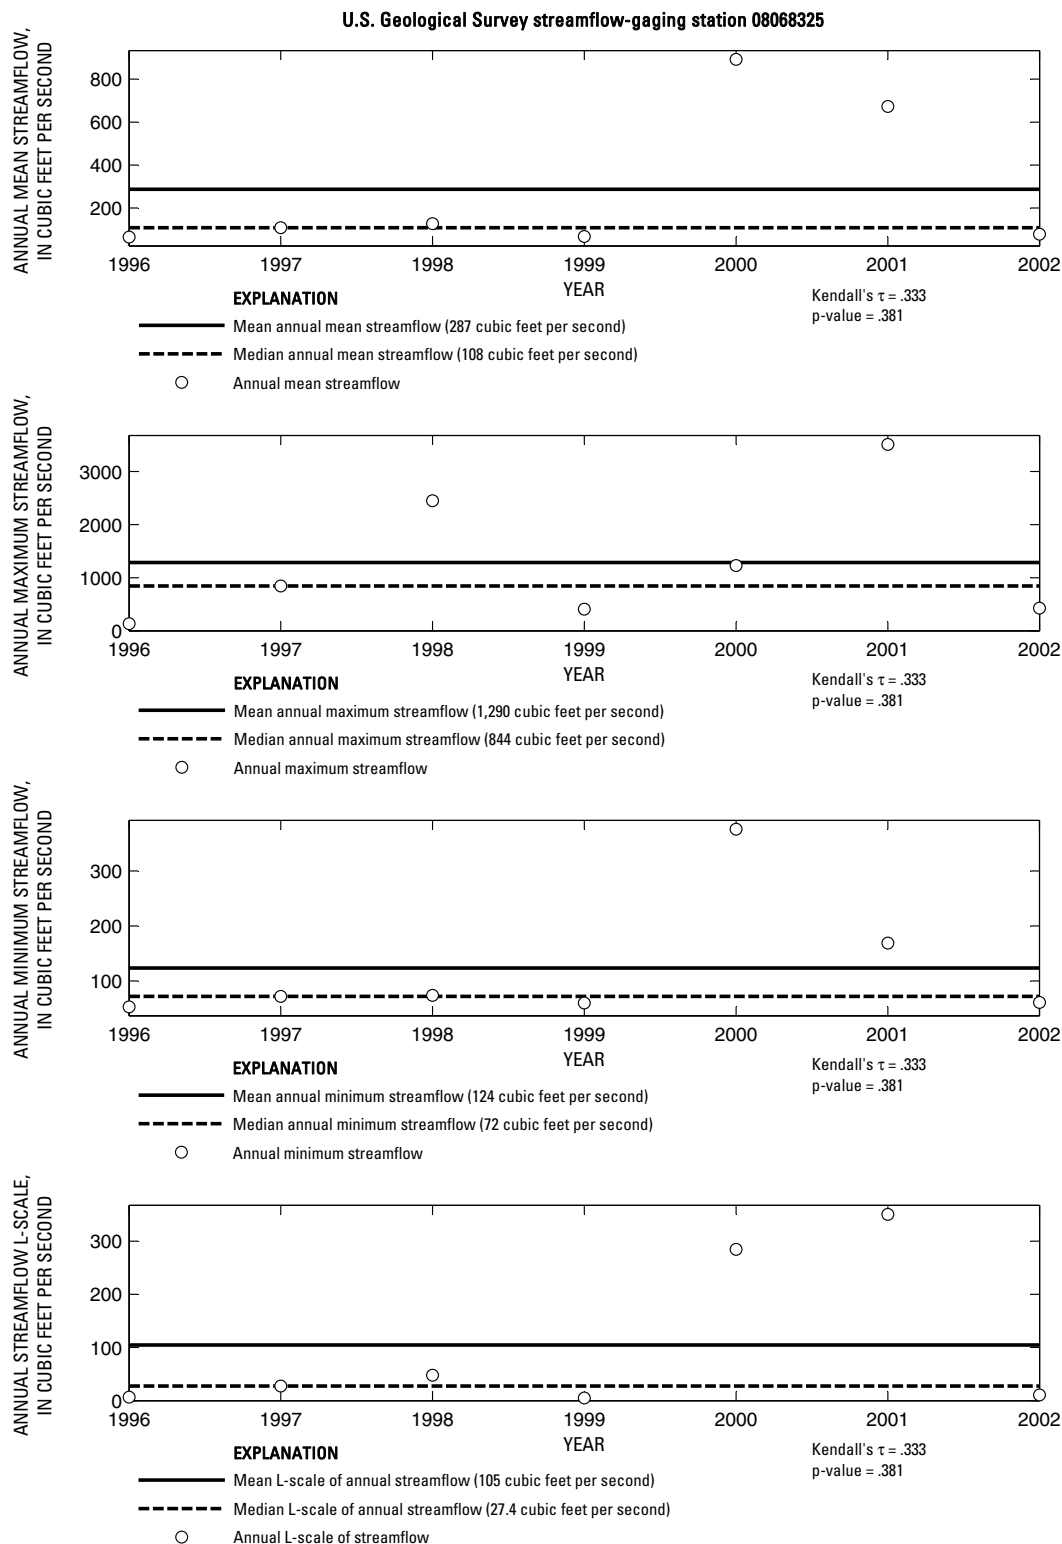 U.S. Geological Survey streamflow-gaging station 08068325
ANNUAL MEAN STREAMFLOW,
IN CUBIC FEET PER SECOND
800
600
400
200
1996 1997 1998 1999 2000 2001 2002
YEAR
EXPLANATION
Mean annual mean streamflow (287 cubic feet per second)
Median annual mean streamflow (108 cubic feet per second)
Annual mean streamflow
Kendall's τ = .333
p-value = .381
ANNUAL MAXIMUM STREAMFLOW,
IN CUBIC FEET PER SECOND
3000
2000
1000
0
1996 1997 1998 1999 2000 2001 2002
YEAR
EXPLANATION
Mean annual maximum streamflow (1,290 cubic feet per second)
Median annual maximum streamflow (844 cubic feet per second)
Annual maximum streamflow
Kendall's τ = .333
p-value = .381
ANNUAL MINIMUM STREAMFLOW,
IN CUBIC FEET PER SECOND
300
200
100
1996 1997 1998 1999 2000 2001 2002
YEAR
EXPLANATION
Mean annual minimum streamflow (124 cubic feet per second)
Median annual minimum streamflow (72 cubic feet per second)
Annual minimum streamflow
Kendall's τ = .333
p-value = .381
ANNUAL STREAMFLOW L-SCALE,
IN CUBIC FEET PER SECOND
300
200
100
0
1996 1997 1998 1999 2000 2001 2002
YEAR
EXPLANATION
Mean L-scale of annual streamflow (105 cubic feet per second)
Median L-scale of annual streamflow (27.4 cubic feet per second)
Annual L-scale of streamflow
Kendall's τ = .333
p-value = .381